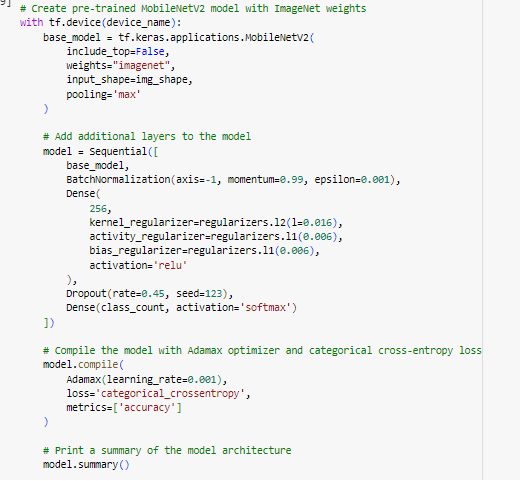 9]
# Create pre-trained MobileNetV2 model with ImageNet weights
with tf.device(device_name):
    base_model = tf.keras.applications.MobileNetV2(
        include_top=False,
        weights="imagenet",
        input_shape=img_shape,
        pooling='max'
    )

    # Add additional layers to the model
    model = Sequential([
        base_model,
        BatchNormalization(axis=-1, momentum=0.99, epsilon=0.001),
        Dense(
            256,
            kernel_regularizer=regularizers.l2(l=0.016),
            activity_regularizer=regularizers.l1(0.006),
            bias_regularizer=regularizers.l1(0.006),
            activation='relu'
        ),
        Dropout(rate=0.45, seed=123),
        Dense(class_count, activation='softmax')
    ])

    # Compile the model with Adamax optimizer and categorical cross-entropy loss
    model.compile(
        Adamax(learning_rate=0.001),
        loss='categorical_crossentropy',
        metrics=['accuracy']
    )

    # Print a summary of the model architecture
    model.summary()